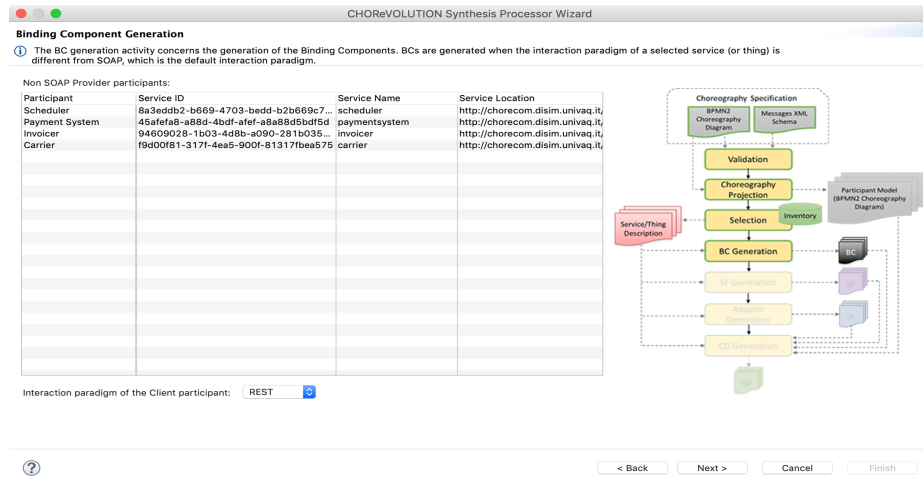 CHOReVOLUTION Synthesis Processor Wizard
Binding Component Generation
The BC generation activity concerns the generation of the Binding Components. BCs are generated when the interaction paradigm of a selected service (or thing) is
different from SOAP, which is the default interaction paradigm.
Non SOAP Provider participants:
Participant Service ID Service Name Service Location
Scheduler 8a3eddb2-b669-4703-bedd-b2b669c7... scheduler http://chorecom.disim.univaq.it/
Payment System 45afefa8-a88d-4bdf-afef-a8a88d5bdf5d paymentsystem http://chorecom.disim.univaq.it/
Invoicer 94609028-1b03-4d8b-a090-281b035... invoicer http://chorecom.disim.univaq.it/
Carrier f9d00f81-317f-4ea5-900f-81317fbea575 carrier http://chorecom.disim.univaq.it/
Choreography Specification
BPMN2
Choreography
Diagram
Messages XML
Schema
Validation
Choreography
Projection
Participant Model
(BPMN2 Choreography
Diagram)
Selection
Inventory
Service/Thing
Description
BC Generation
BC
SF Generation
Adapter
Generation
A
CD Generation
CD
Interaction paradigm of the Client participant: REST
?
< Back Next > Cancel Finish